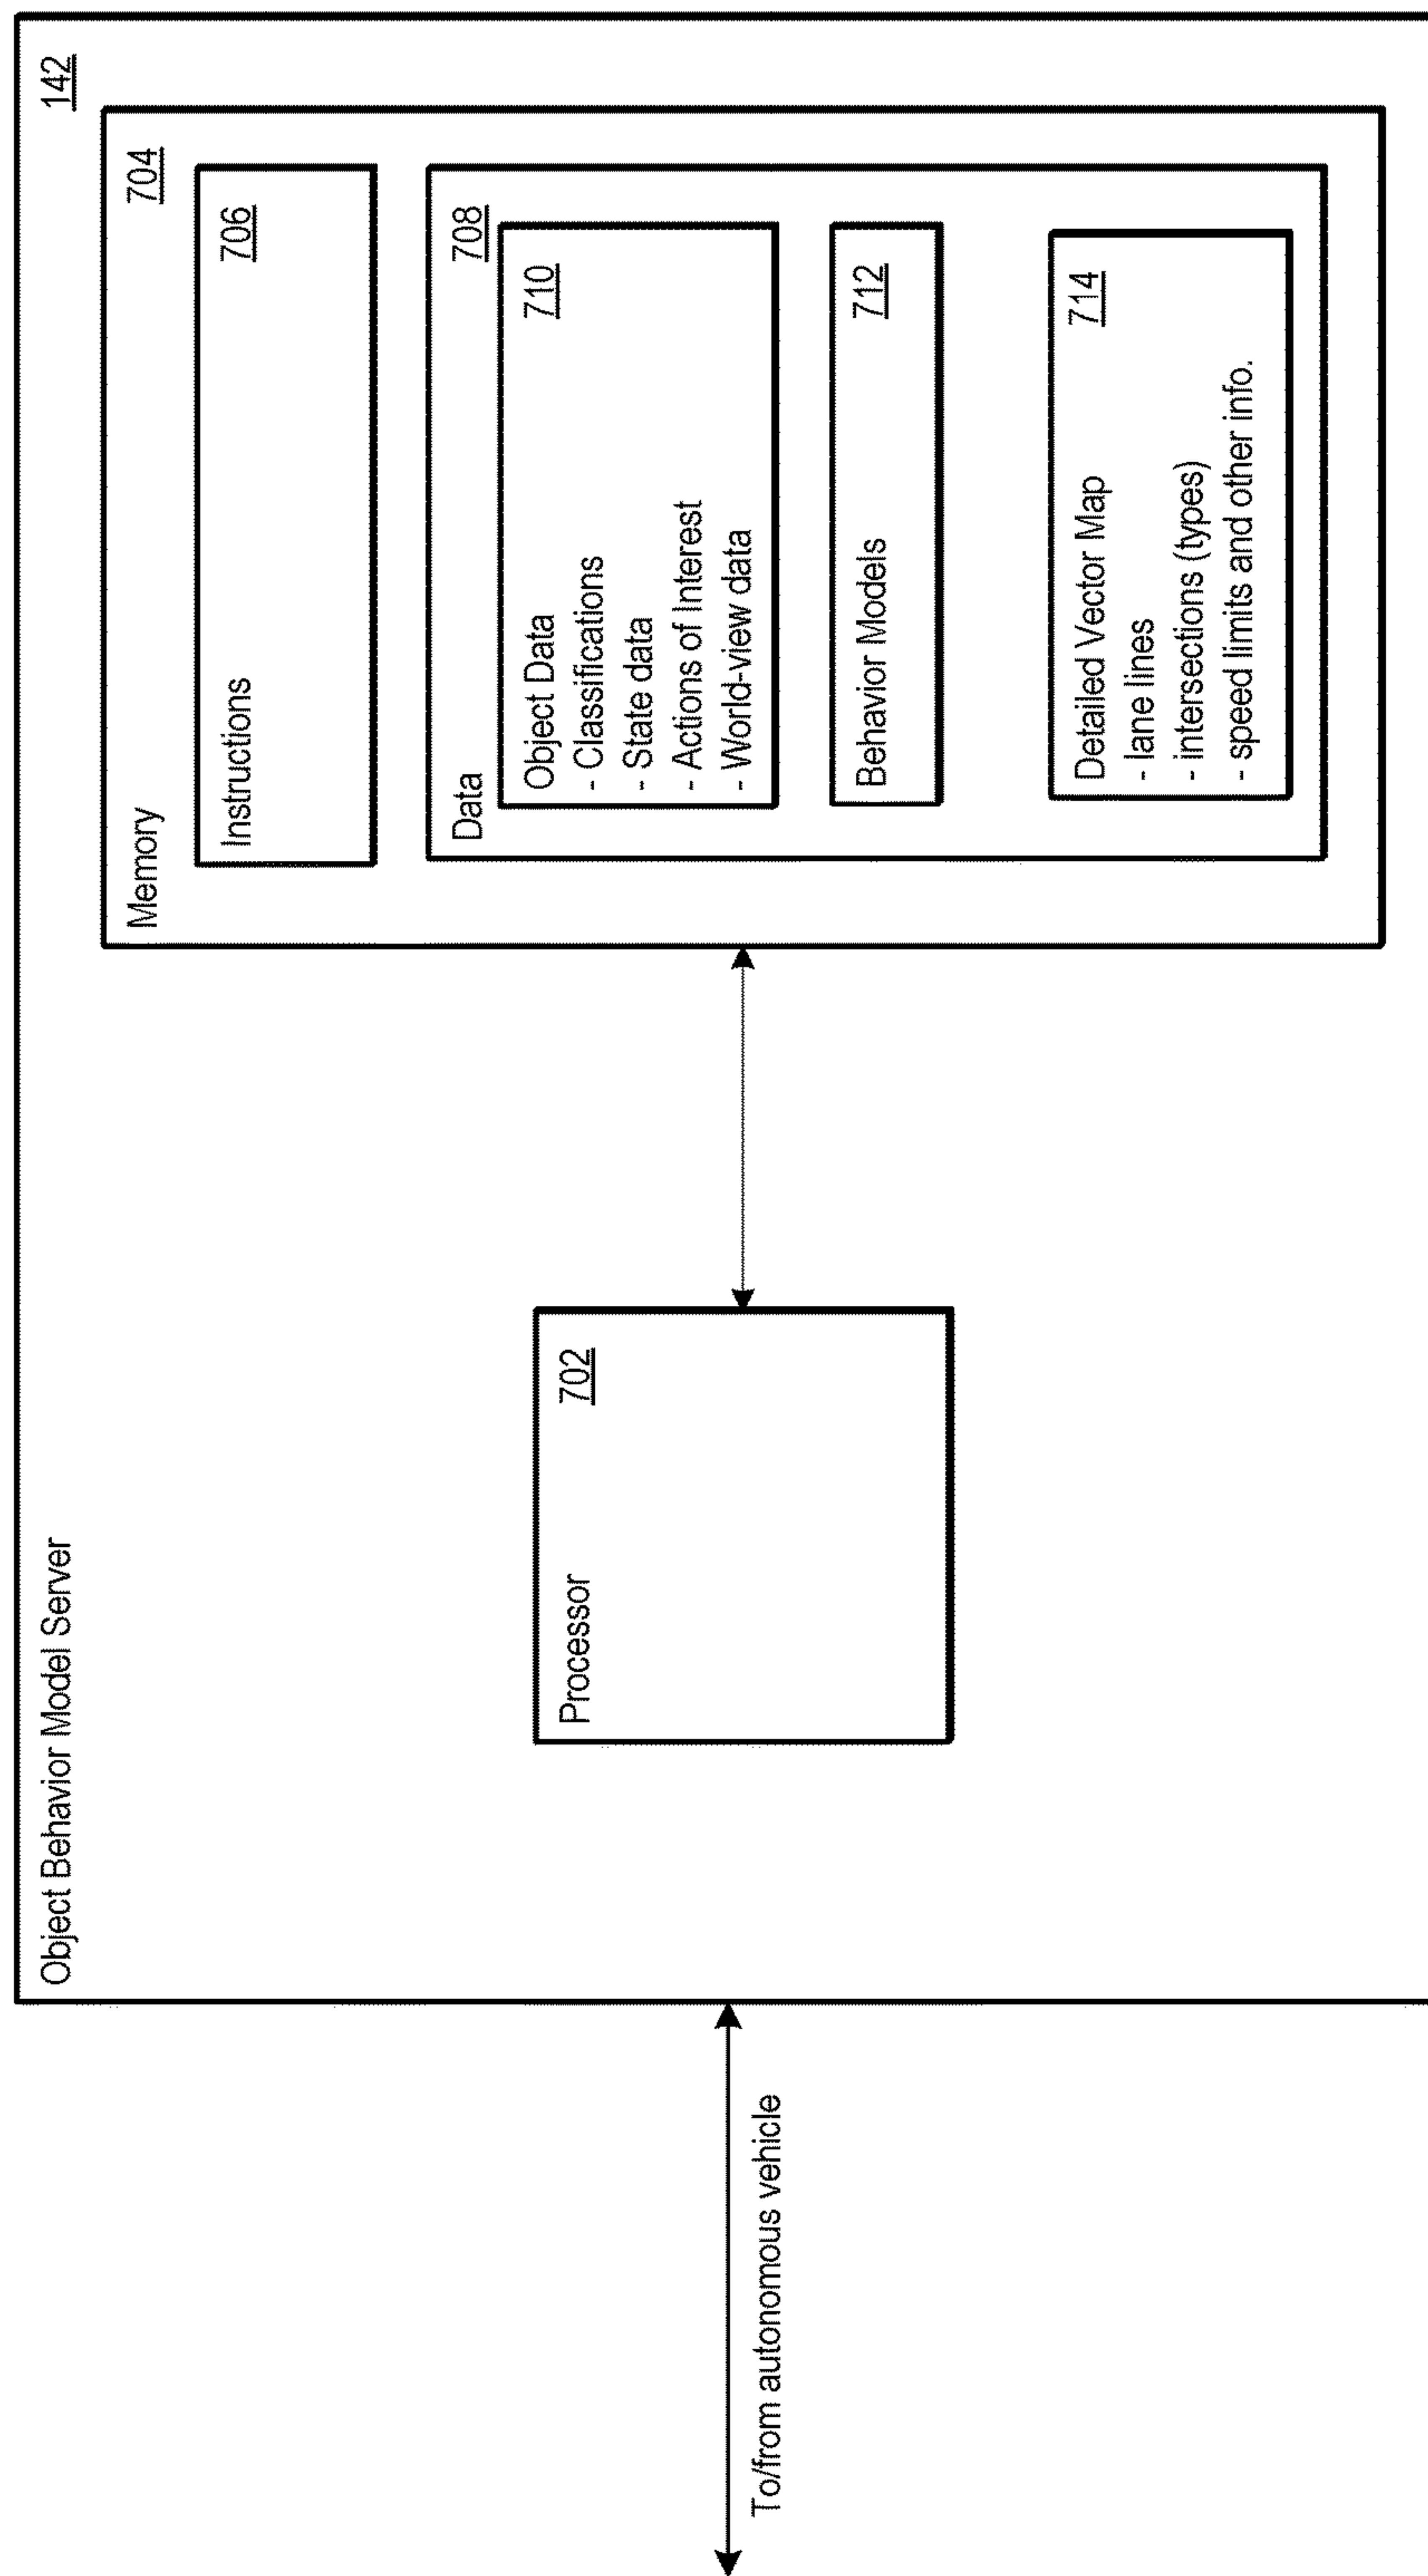 Object Behavior Model Server
142
Memory
704
Instructions
706
Data
708
Object Data
710
- Classifications
- State data
- Actions of Interest
- World-view data
Behavior Models
712
Detailed Vector Map
714
- lane lines
- intersections (types)
- speed limits and other info.
Processor
702
To/from autonomous vehicle